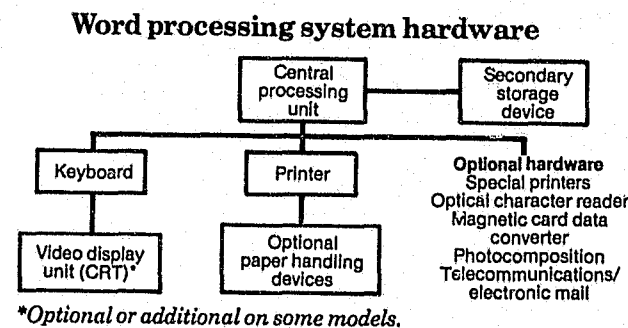 Word processing system hardware
Central
processing
unit
Secondary
storage
device
Keyboard
Printer
Optional hardware
Special printers
Optical character reader
Magnetic card data
converter
Photocomposition
Telecommunications/
electronic mail
Video display
unit (CRT)*
Optional
paper handling
devices
*Optional or additional on some models.